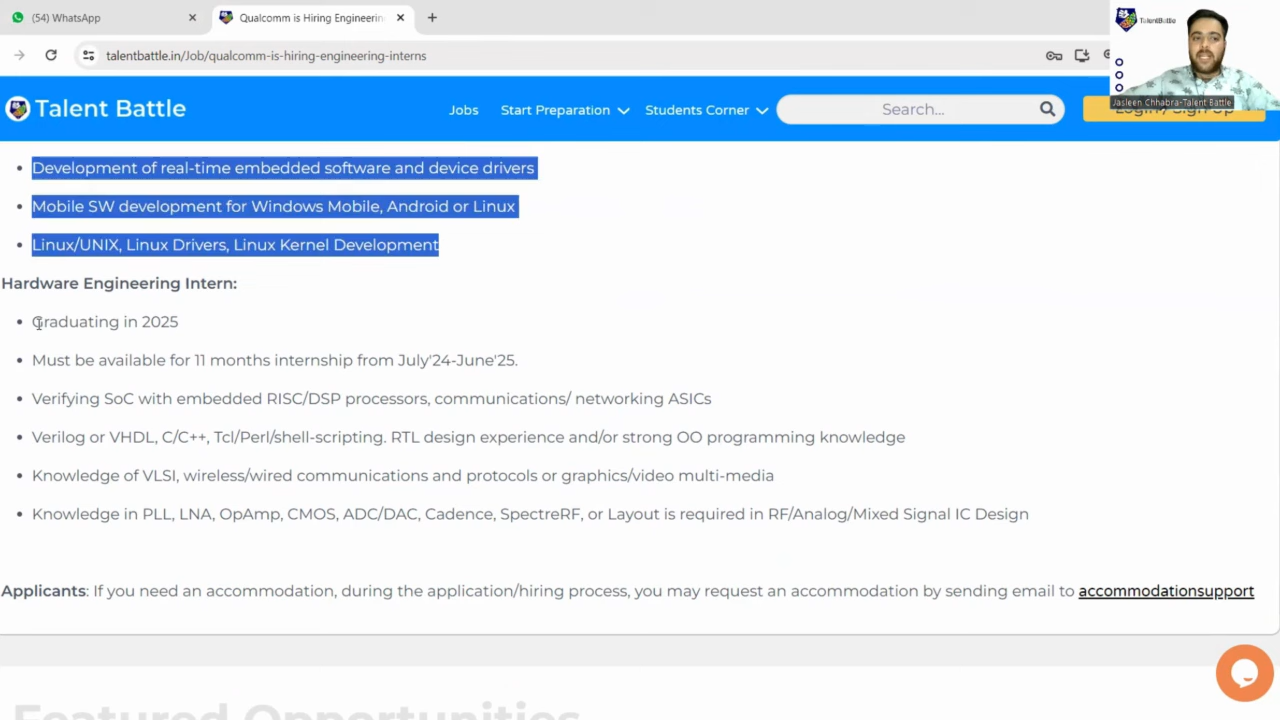 (54) WhatsApp
Qualcomm is Hiring Engineerin
talentbattle.in/Job/qualcomm-is-hiring-engineering-interns
TalentBattle
Jasleen Chhabra-Talent Battle
Talent Battle
Jobs
Start Preparation
Students Corner
Search...
Login / Sign Up
Development of real-time embedded software and device drivers
Mobile SW development for Windows Mobile, Android or Linux
Linux/UNIX, Linux Drivers, Linux Kernel Development
Hardware Engineering Intern:
Graduating in 2025
Must be available for 11 months internship from July'24-June'25.
Verifying SoC with embedded RISC/DSP processors, communications/ networking ASICs
Verilog or VHDL, C/C++, Tcl/Perl/shell-scripting. RTL design experience and/or strong OO programming knowledge
Knowledge of VLSI, wireless/wired communications and protocols or graphics/video multi-media
Knowledge in PLL, LNA, OpAmp, CMOS, ADC/DAC, Cadence, SpectreRF, or Layout is required in RF/Analog/Mixed Signal IC Design
Applicants: If you need an accommodation, during the application/hiring process, you may request an accommodation by sending email to accommodationsupport
Featured Opportunities